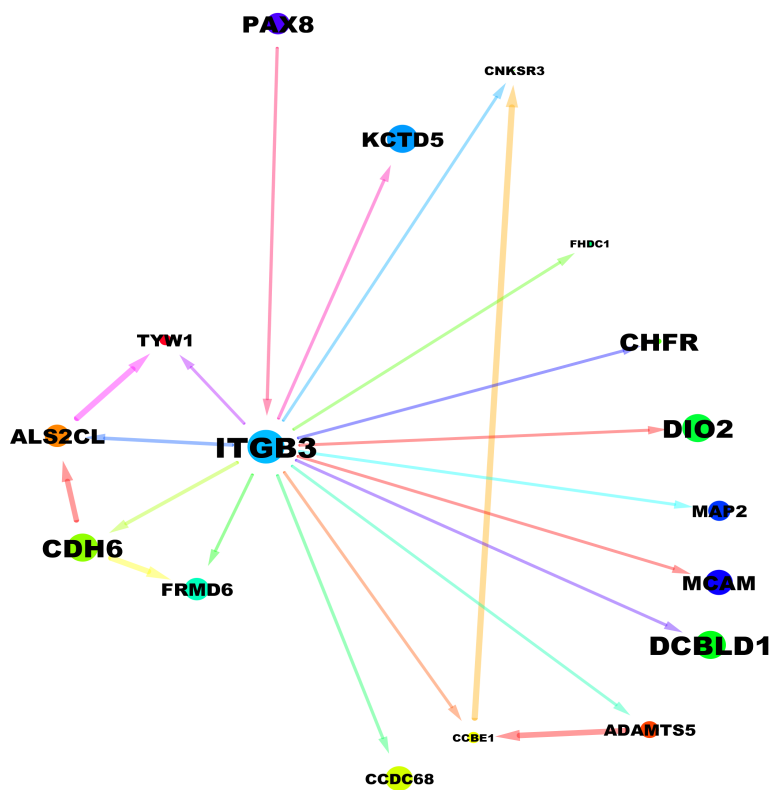 PAX8
CNKSR3
KCTD5
FHDC1
TYW1
CHFR
ALS2CL
ITGB3
DIO2
MAP2
CDH6
FRMD6
MCAM
DCBLD1
CCBE1
ADAMTS5
CCDC68